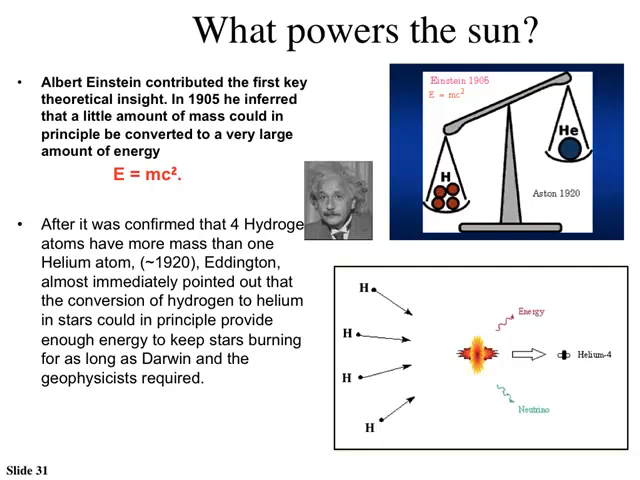 What powers the sun?
• Albert Einstein contributed the first key
theoretical insight. In 1905 he inferred
that a little amount of mass could in
principle be converted to a very large
amount of energy
E = mc².
• After it was confirmed that 4 Hydroge
atoms have more mass than one
Helium atom, (~1920), Eddington,
almost immediately pointed out that
the conversion of hydrogen to helium
in stars could in principle provide
enough energy to keep stars burning
for as long as Darwin and the
geophysicists required.
Einstein 1905
E = mc²
He
H
Aston 1920
H
Energy
H
Helium-4
H
Neutrino
H
Slide 31